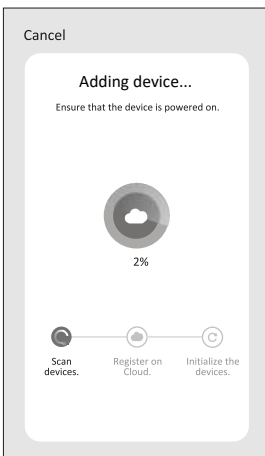 Cancel
Adding device...
Ensure that the device is powered on.
2%
Scan
devices.
Register on
Cloud.
Initialize the
devices.